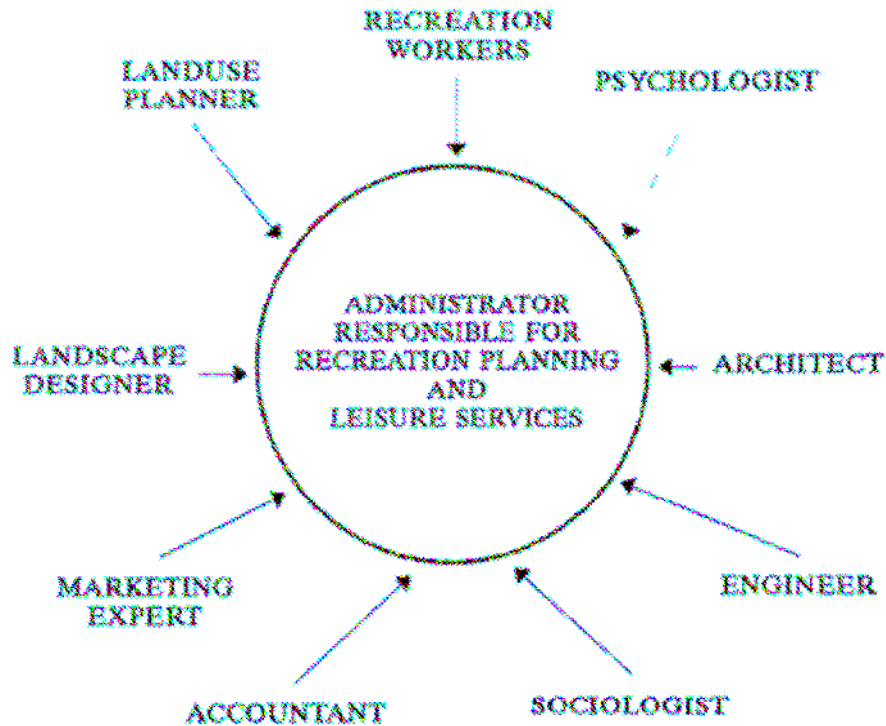 RECREATION
WORKERS
LANDUSE
PLANNER
PSYCHOLOGIST
ADMINISTRATOR
RESPONSIBLE FOR
RECREATION PLANNING
AND
LEISURE SERVICES
LANDSCAPE
DESIGNER
ARCHITECT
MARKETING
EXPERT
ENGINEER
ACCOUNTANT
SOCIOLOGIST